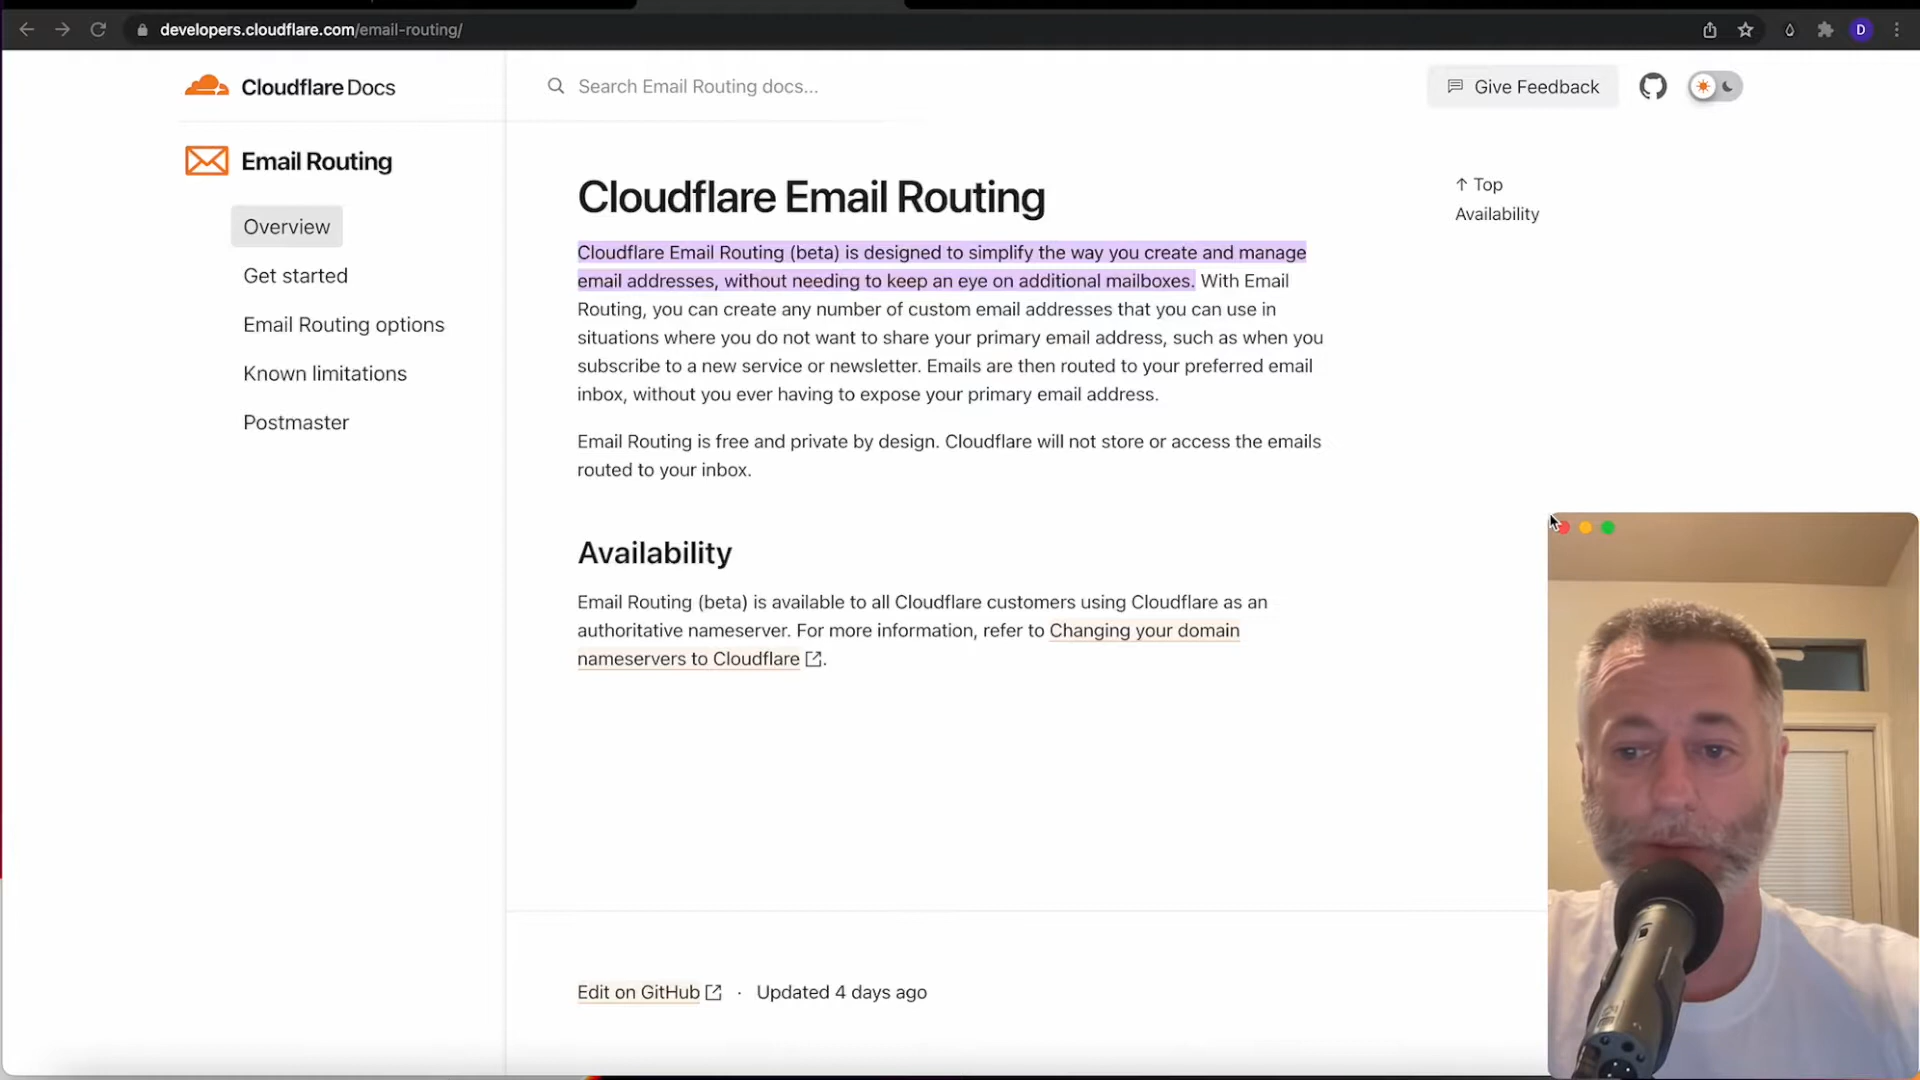 developers.cloudflare.com/email-routing/
D
Cloudflare Docs
Search Email Routing docs...
Give Feedback
Email Routing
Overview
Get started
Email Routing options
Known limitations
Postmaster
Cloudflare Email Routing
Cloudflare Email Routing (beta) is designed to simplify the way you create and manage
email addresses, without needing to keep an eye on additional mailboxes. With Email
Routing, you can create any number of custom email addresses that you can use in
situations where you do not want to share your primary email address, such as when you
subscribe to a new service or newsletter. Emails are then routed to your preferred email
inbox, without you ever having to expose your primary email address.
Email Routing is free and private by design. Cloudflare will not store or access the emails
routed to your inbox.
Availability
Email Routing (beta) is available to all Cloudflare customers using Cloudflare as an
authoritative nameserver. For more information, refer to Changing your domain
nameservers to Cloudflare.
Edit on GitHub · Updated 4 days ago
↑ Top
Availability